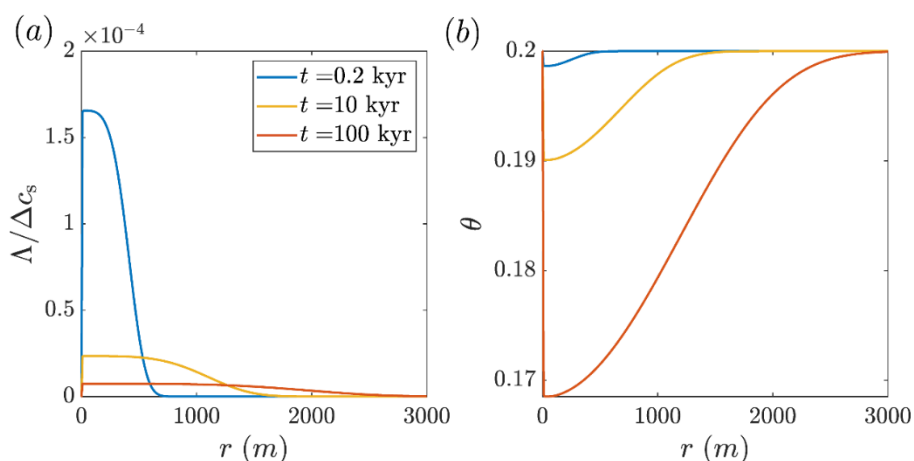 (a)
×10⁻⁴
2
1.5
1
0.5
0
Λ/Δcₛ
0
1000
2000
3000
r (m)
t =0.2 kyr
t =10 kyr
t =100 kyr
(b)
0.2
0.19
0.18
0.17
θ
0
1000
2000
3000
r (m)